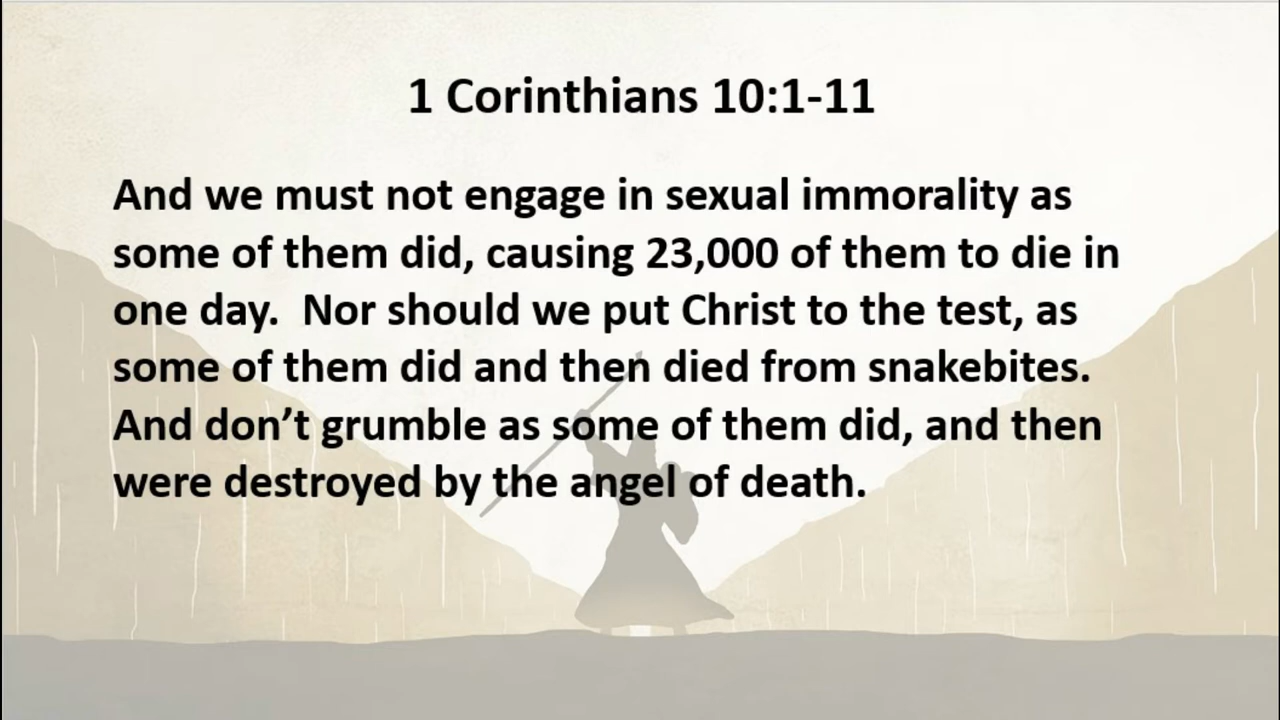 1 Corinthians 10:1-11
And we must not engage in sexual immorality as
some of them did, causing 23,000 of them to die in
one day.  Nor should we put Christ to the test, as
some of them did and then died from snakebites.
And don’t grumble as some of them did, and then
were destroyed by the angel of death.